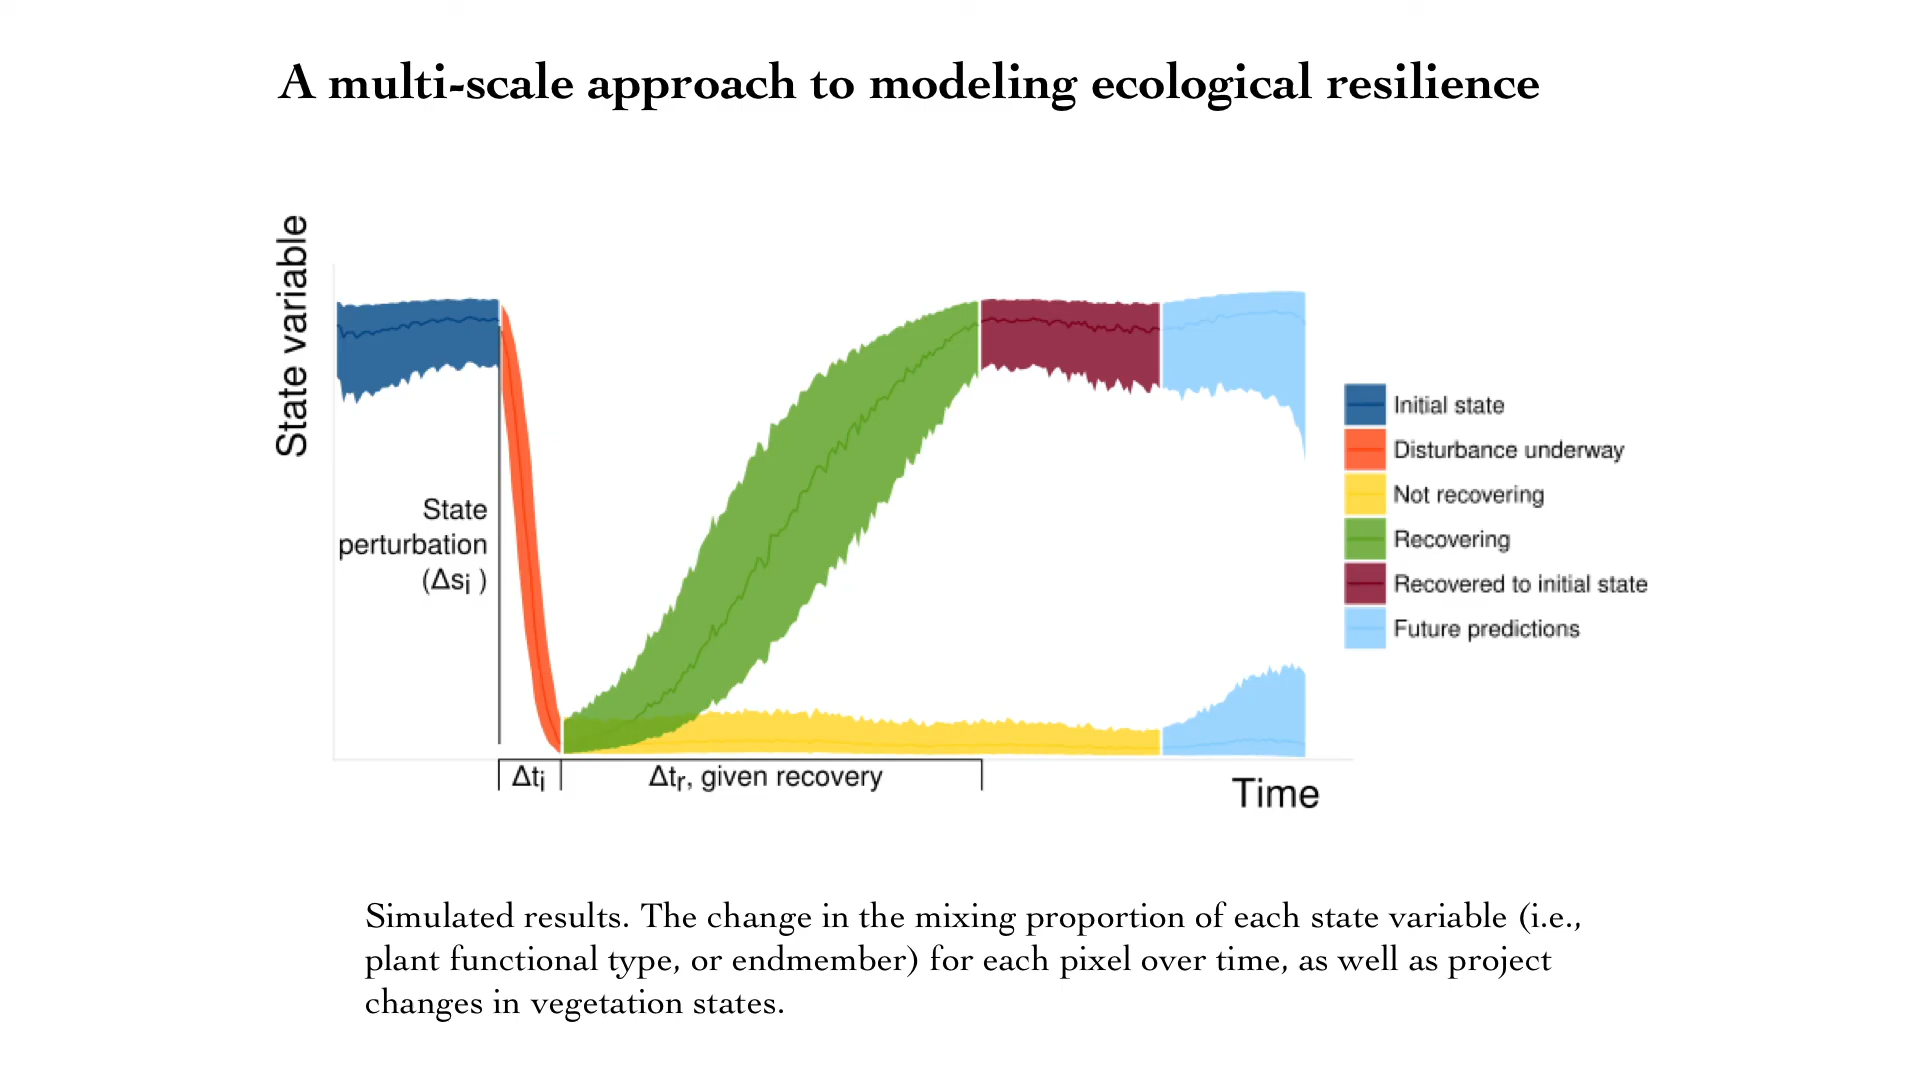 A multi-scale approach to modeling ecological resilience
State variable
State
perturbation
(Δsi )
Δti
Δtr, given recovery
Time
Initial state
Disturbance underway
Not recovering
Recovering
Recovered to initial state
Future predictions
Simulated results. The change in the mixing proportion of each state variable (i.e.,
plant functional type, or endmember) for each pixel over time, as well as project
changes in vegetation states.